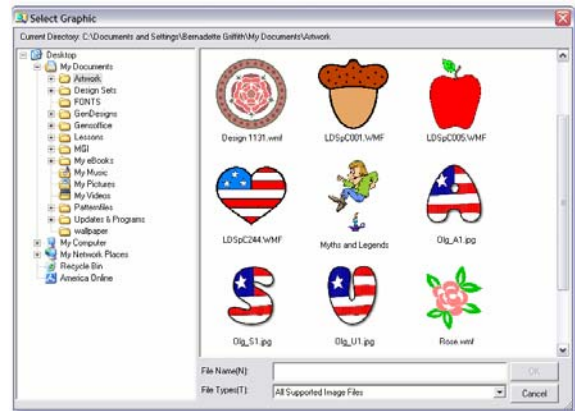 Select Graphic
Current Directory: C:\Documents and Settings\Bernadette Griffith\My Documents\Artwork
Desktop
My Documents
Artwork
Design Sets
FONTS
GenDesigns
Gensoffice
Lessons
MGI
My eBooks
My Music
My Pictures
My Videos
Patternfiles
Updates & Programs
wallpaper
My Computer
My Network Places
Recycle Bin
America Online
Design 1131.wmf
LDSpC001.WMF
LDSpC005.WMF
LDSpC244.WMF
Myths and Legends
Olg_A1.jpg
Olg_S1.jpg
Olg_U1.jpg
Rose.wmf
File Name(N):
OK
File Types(T):
All Supported Image Files
Cancel